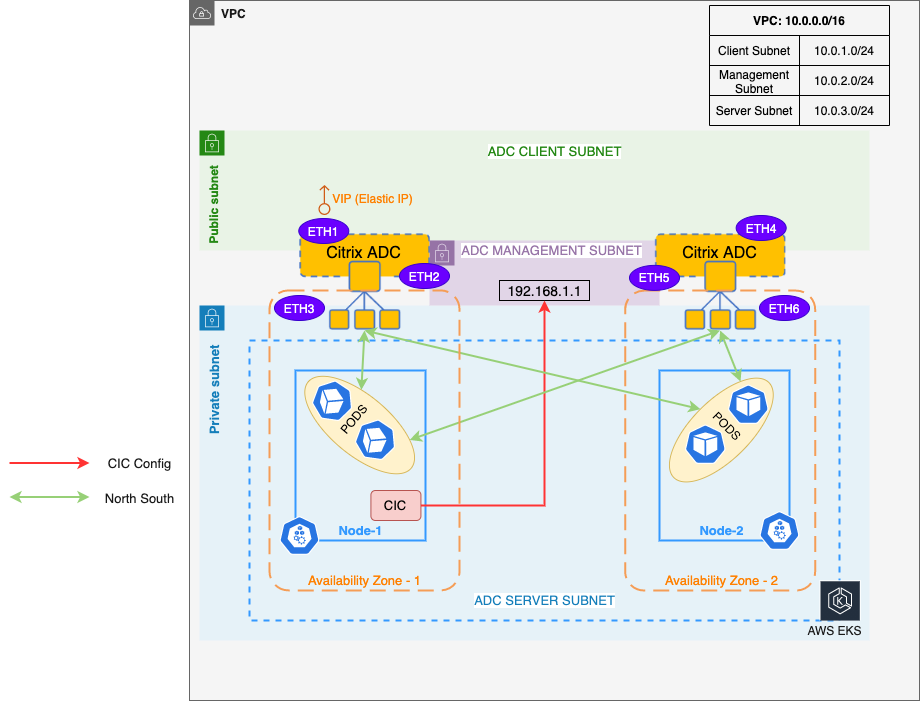 VPC
VPC: 10.0.0.0/16
Client Subnet
10.0.1.0/24
Management
Subnet
10.0.2.0/24
Server Subnet
10.0.3.0/24
Public subnet
ADC CLIENT SUBNET
VIP (Elastic IP)
ETH1
Citrix ADC
ETH2
ADC MANAGEMENT SUBNET
ETH4
Citrix ADC
ETH5
192.168.1.1
ETH3
ETH6
Private subnet
PODS
PODS
CIC Config
North South
CIC
Node-1
Node-2
Availability Zone - 1
Availability Zone - 2
ADC SERVER SUBNET
K
AWS EKS